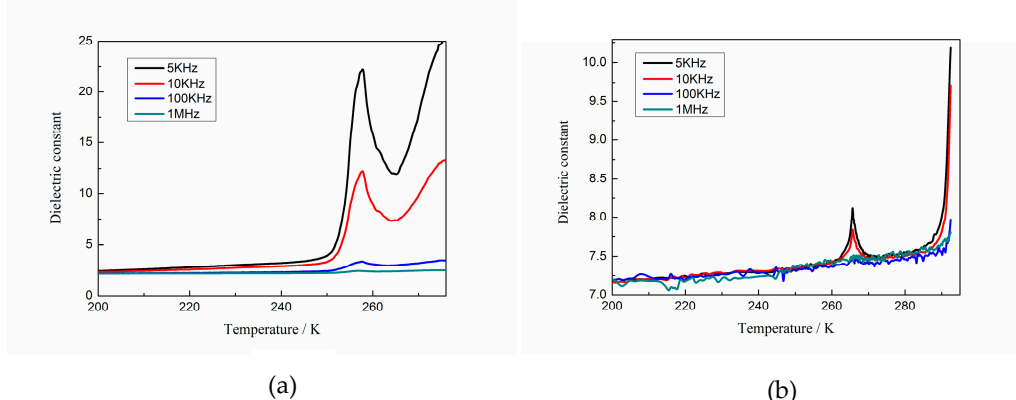 25
20
15
10
5
0
Dielectric constant
5KHz
10KHz
100KHz
1MHz
200
220
240
260
Temperature / K
(a)
10.0
9.5
9.0
8.5
8.0
7.5
7.0
Dielectric constant
5KHz
10KHz
100KHz
1MHz
200
220
240
260
280
Temperature / K
(b)